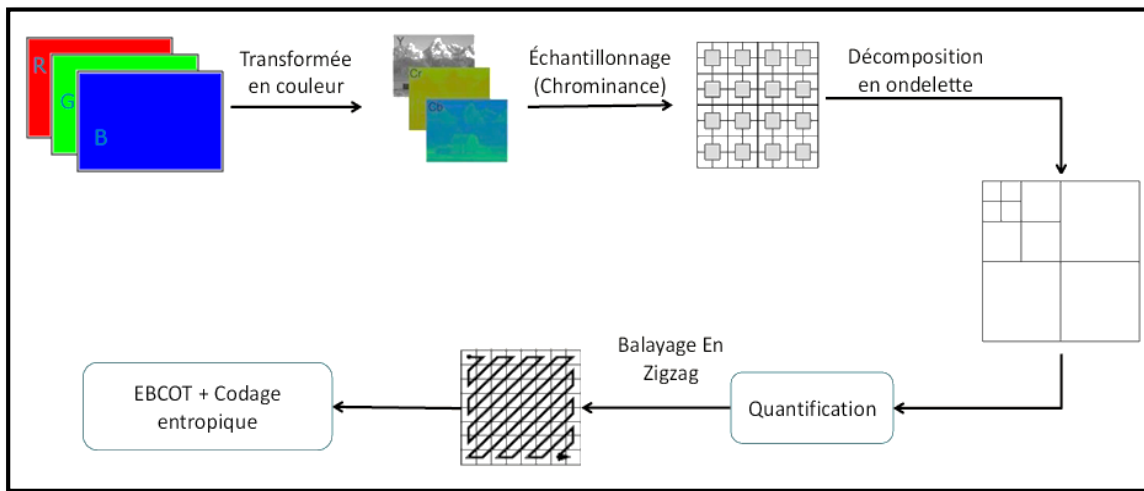 R
G
B
Transformée
en couleur
Y
Cr
Cb
Échantillonnage
(Chrominance)
Décomposition
en ondelette
Balayage En
Zigzag
Quantification
EBCOT + Codage
entropique